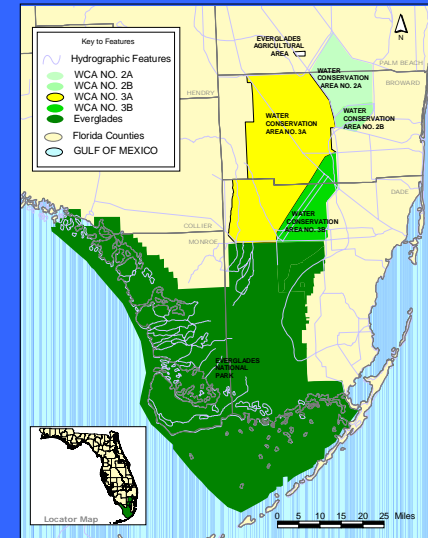 Key to Features
Hydrographic Features
WCA NO. 2A
WCA NO. 2B
WCA NO. 3A
WCA NO. 3B
Everglades
Florida Counties
GULF OF MEXICO
EVERGLADES
AGRICULTURAL
AREA
N
WATER
CONSERVATION
AREA NO. 2A
PALM BEACH
BROWARD
HENDRY
WATER
CONSERVATION
AREA NO. 2B
WATER
CONSERVATION
AREA NO. 3A
DADE
WATER
CONSERVATION
AREA NO. 3B
COLLIER
MONROE
EVERGLADES
NATIONAL
PARK
Locator Map
0 5 10 15 20 25 Miles